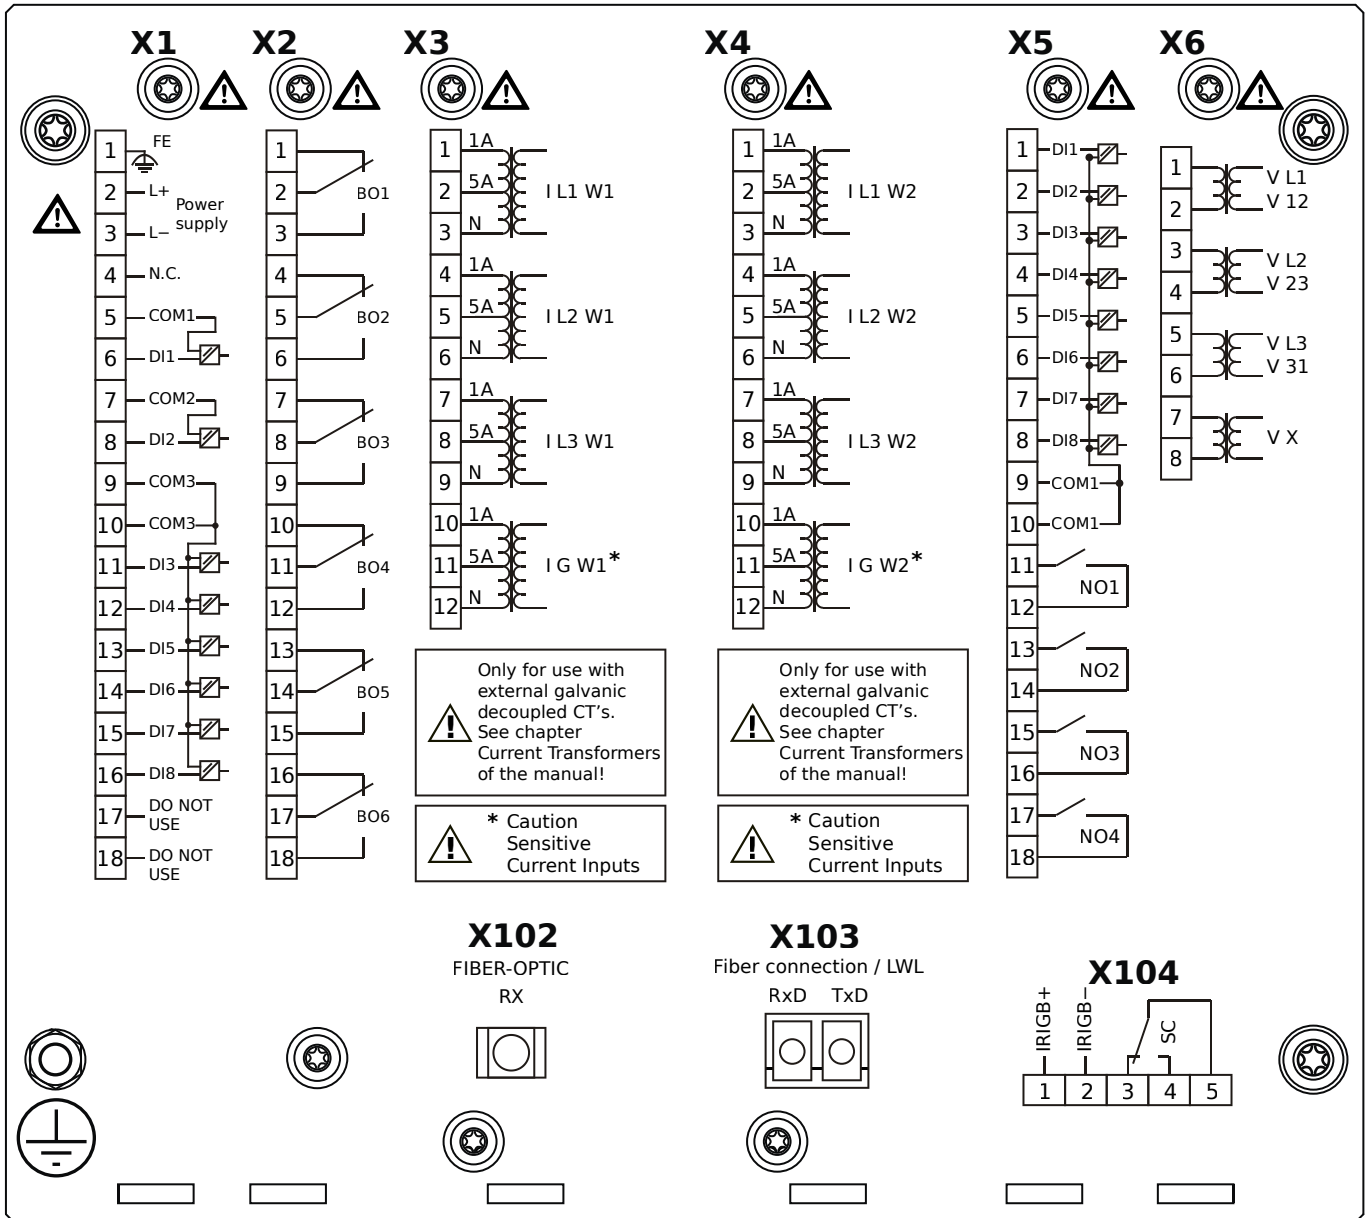 X1
1 FE
2 L+ Power
supply
3 L−
4 N.C.
5 COM1
6 DI1
7 COM2
8 DI2
9 COM3
10 COM3
11 DI3
12 DI4
13 DI5
14 DI6
15 DI7
16 DI8
17 DO NOT
USE
18 DO NOT
USE
X2
1
2 BO1
3
4
5 BO2
6
7
8 BO3
9
10
11 BO4
12
13
14 BO5
15
16
17 BO6
18
X3
1 1A
2 5A I L1 W1
3 N
4 1A
5 5A I L2 W1
6 N
7 1A
8 5A I L3 W1
9 N
10 1A
11 5A I G W1*
12 N
Only for use with
external galvanic
decoupled CT's.
See chapter
Current Transformers
of the manual!
* Caution
Sensitive
Current Inputs
X4
1 1A
2 5A I L1 W2
3 N
4 1A
5 5A I L2 W2
6 N
7 1A
8 5A I L3 W2
9 N
10 1A
11 5A I G W2*
12 N
Only for use with
external galvanic
decoupled CT's.
See chapter
Current Transformers
of the manual!
* Caution
Sensitive
Current Inputs
X5
1 DI1
2 DI2
3 DI3
4 DI4
5 DI5
6 DI6
7 DI7
8 DI8
9 COM1
10 COM1
11
NO1
12
13
NO2
14
15
NO3
16
17
NO4
18
X6
1 V L1
2 V 12
3 V L2
4 V 23
5 V L3
6 V 31
7 V X
8
X102
FIBER-OPTIC
RX
X103
Fiber connection / LWL
RxD TxD
X104
IRIGB+ IRIGB− SC
1 2 3 4 5